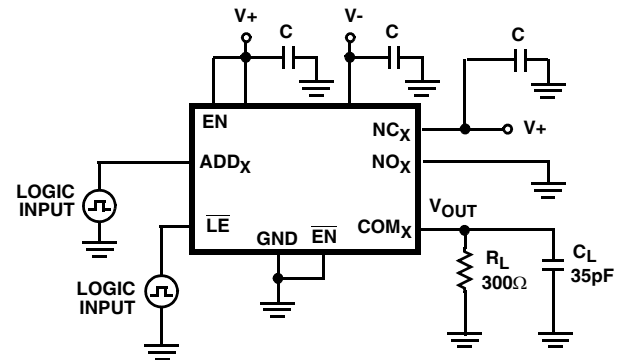 V+
V-
C
C
C
EN
NCX
V+
ADDX
NOX
LOGIC
INPUT
LE
GND
EN
COMX
VOUT
RL
300Ω
CL
35pF
LOGIC
INPUT